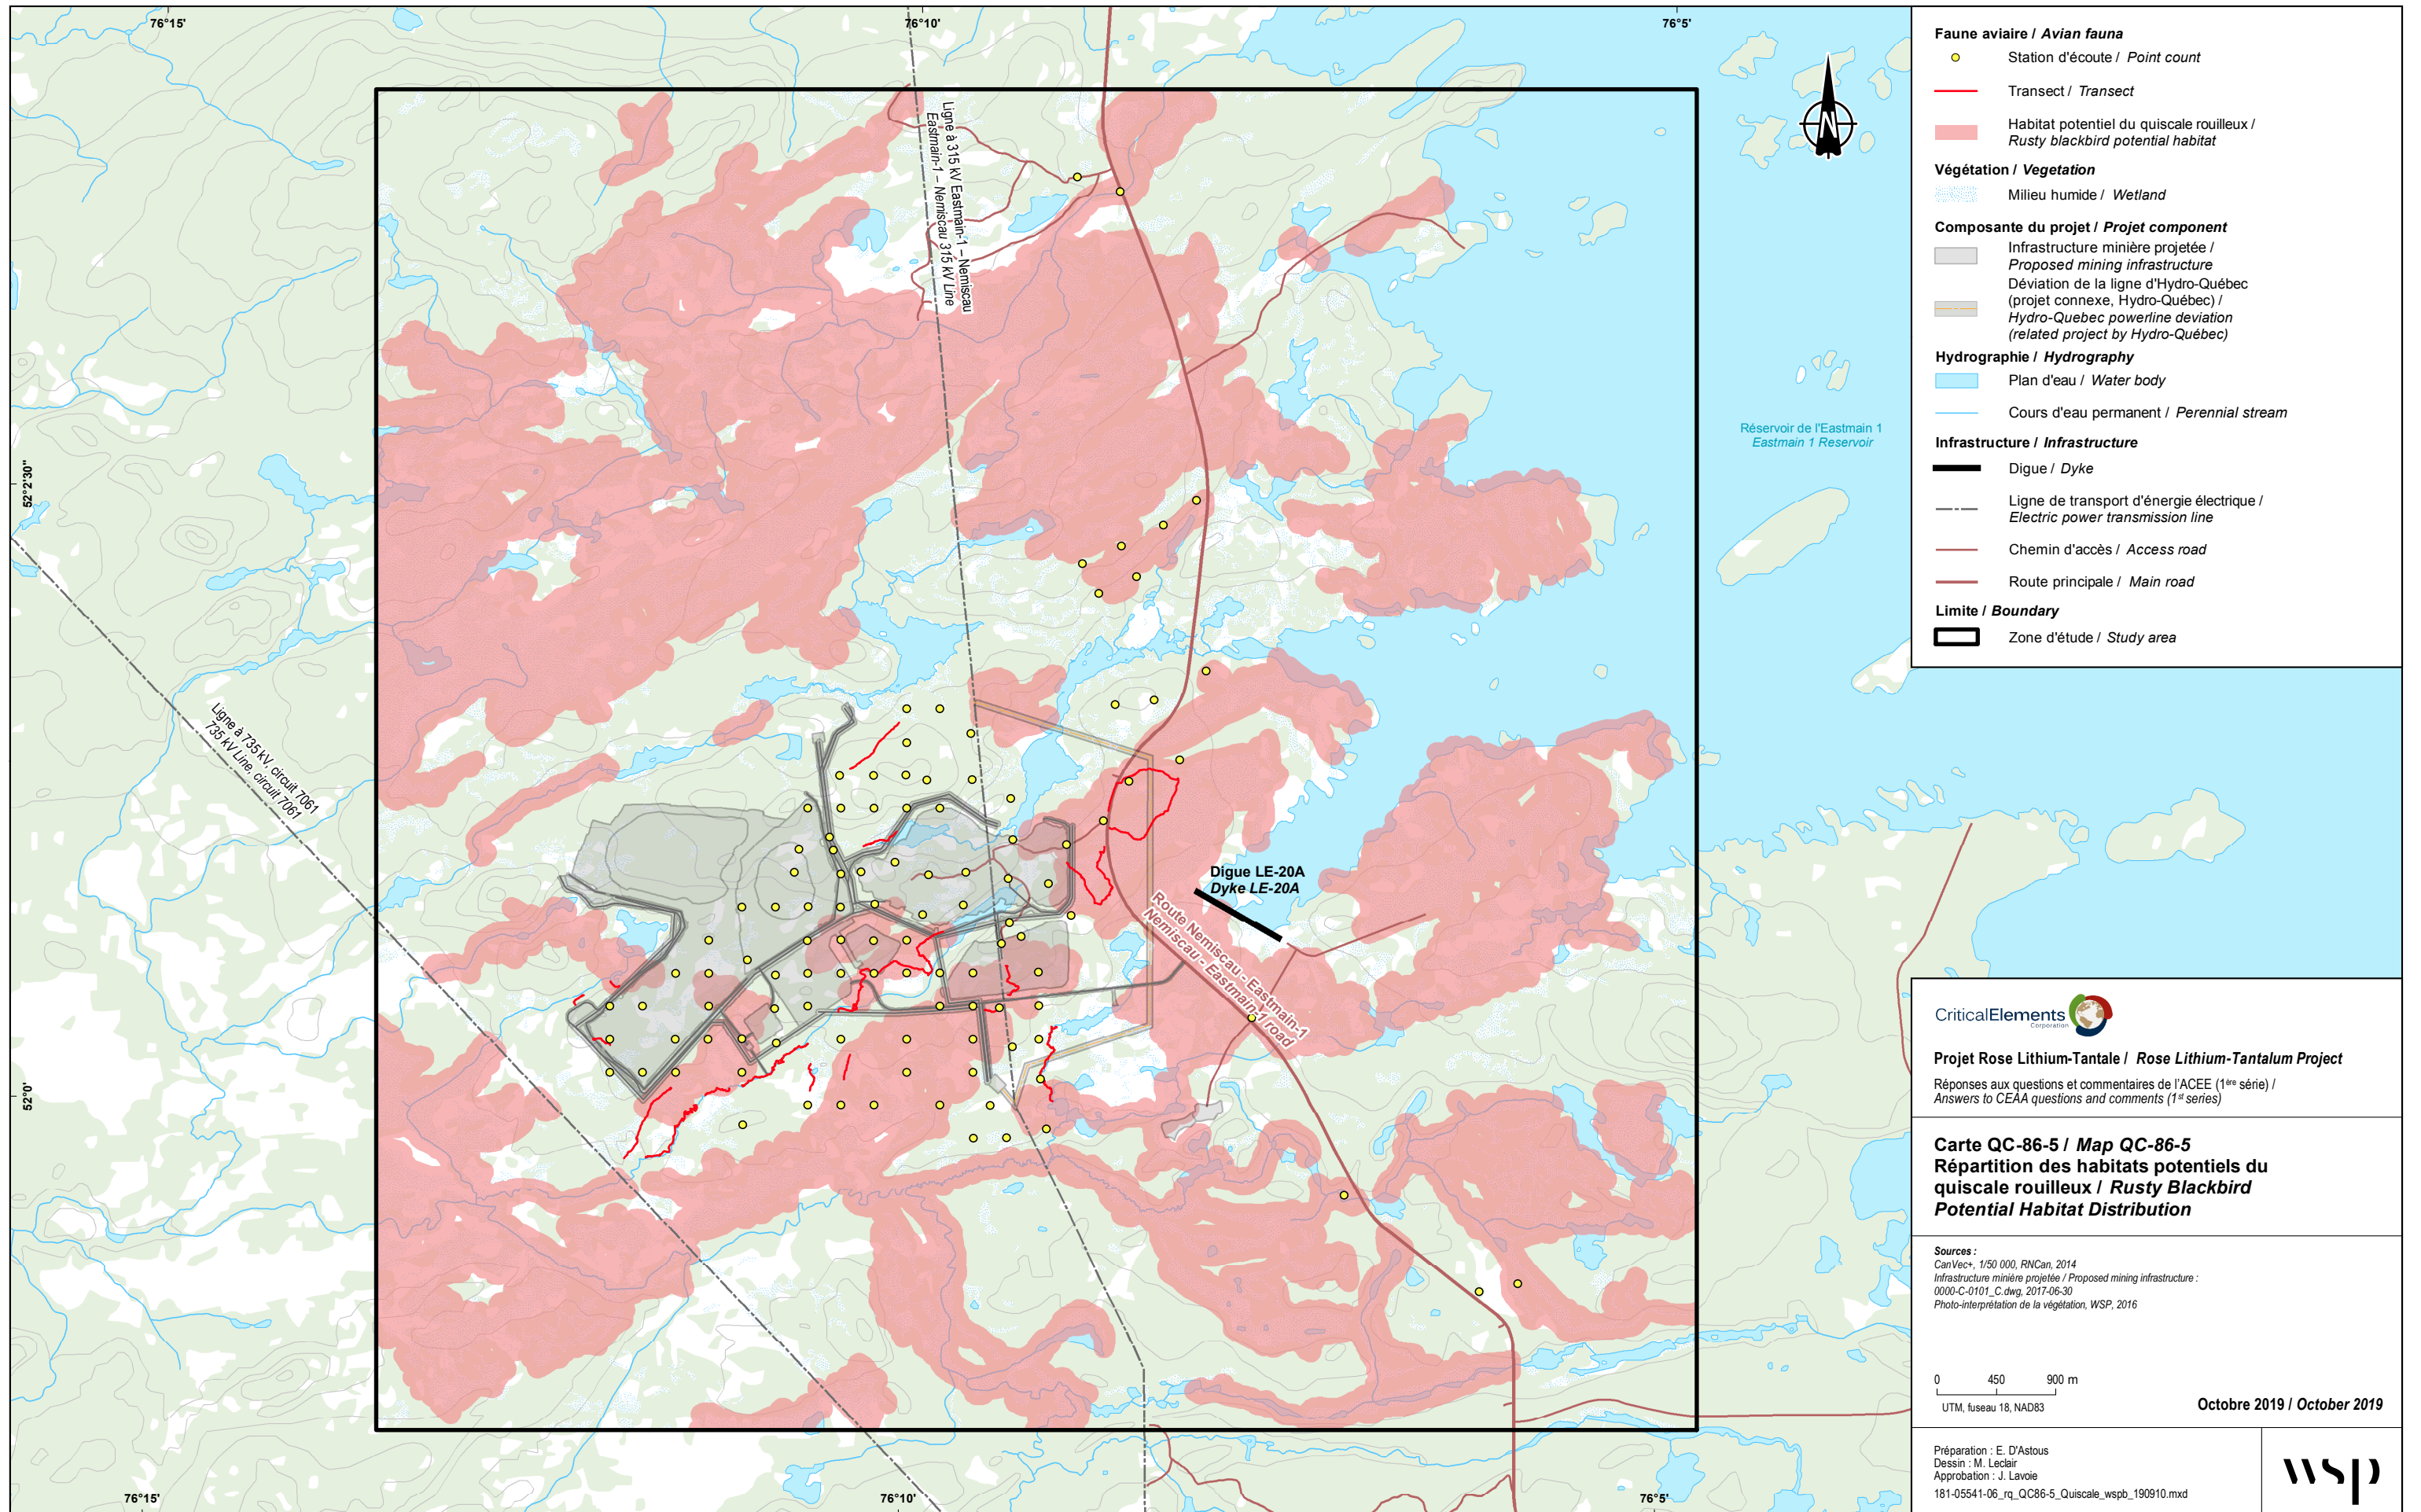 76°15'
76°10'
76°5'
52°2'30"
52°0'
76°15'
76°10'
76°5'
Ligne à 315 kV Eastmain-1 – Nemiscau
Eastmain-1 – Nemiscau 315 kV Line
Ligne à 735 kV, circuit 7061
735 kV Line, circuit 7061
Réservoir de l'Eastmain 1
Eastmain 1 Reservoir
Digue LE-20A
Dyke LE-20A
Route Nemiscau - Eastmain-1
Nemiscau - Eastmain-1 road
N
Faune aviaire / Avian fauna
Station d'écoute / Point count
Transect / Transect
Habitat potentiel du quiscale rouilleux /
Rusty blackbird potential habitat
Végétation / Vegetation
Milieu humide / Wetland
Composante du projet / Projet component
Infrastructure minière projetée /
Proposed mining infrastructure
Déviation de la ligne d'Hydro-Québec
(projet connexe, Hydro-Québec) /
Hydro-Quebec powerline deviation
(related project by Hydro-Québec)
Hydrographie / Hydrography
Plan d'eau / Water body
Cours d'eau permanent / Perennial stream
Infrastructure / Infrastructure
Digue / Dyke
Ligne de transport d'énergie électrique /
Electric power transmission line
Chemin d'accès / Access road
Route principale / Main road
Limite / Boundary
Zone d'étude / Study area
CriticalElements
Corporation
Projet Rose Lithium-Tantale / Rose Lithium-Tantalum Project
Réponses aux questions et commentaires de l'ACEE (1ère série) /
Answers to CEAA questions and comments (1st series)
Carte QC-86-5 / Map QC-86-5
Répartition des habitats potentiels du
quiscale rouilleux / Rusty Blackbird
Potential Habitat Distribution
Sources :
CanVec+, 1/50 000, RNCan, 2014
Infrastructure minière projetée / Proposed mining infrastructure :
0000-C-0101_C.dwg, 2017-06-30
Photo-interprétation de la végétation, WSP, 2016
0 450 900 m
UTM, fuseau 18, NAD83
Octobre 2019 / October 2019
Préparation : E. D'Astous
Dessin : M. Leclair
Approbation : J. Lavoie
181-05541-06_rq_QC86-5_Quiscale_wspb_190910.mxd
wsp